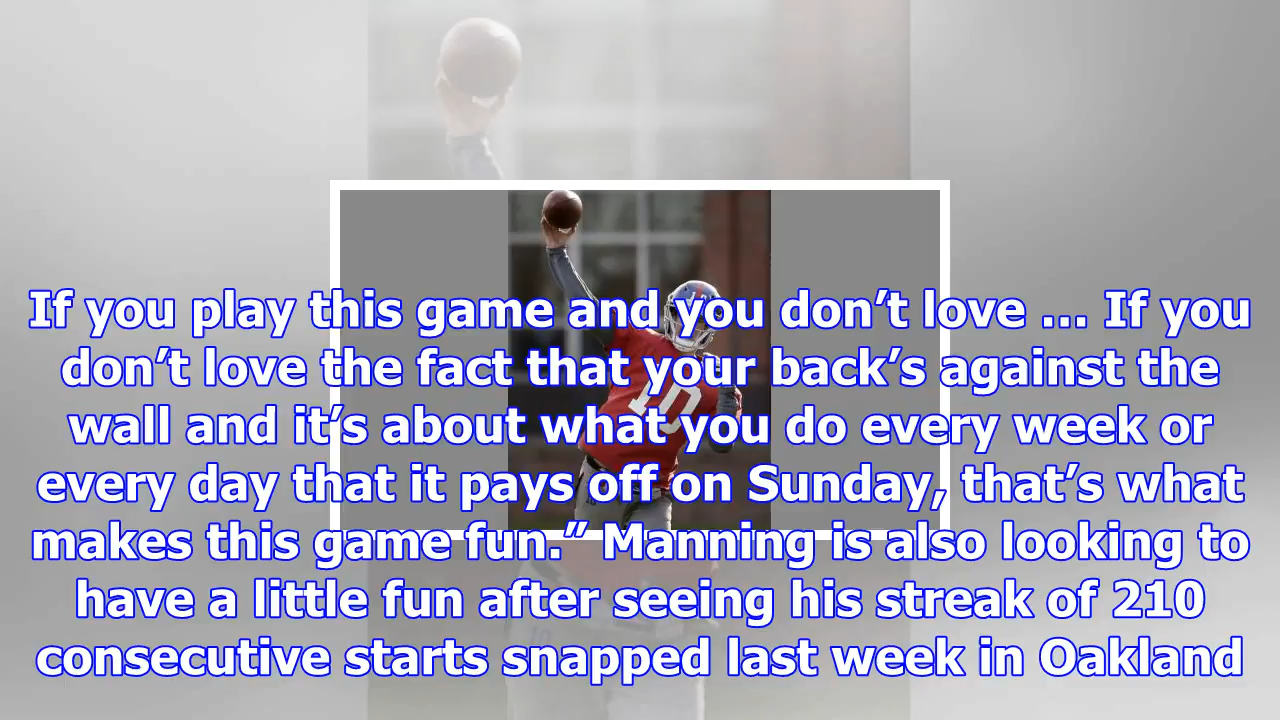 If you play this game and you don’t love ... If you
don’t love the fact that your back’s against the
wall and it’s about what you do every week or
every day that it pays off on Sunday, that’s what
makes this game fun.” Manning is also looking to
have a little fun after seeing his streak of 210
consecutive starts snapped last week in Oakland
10